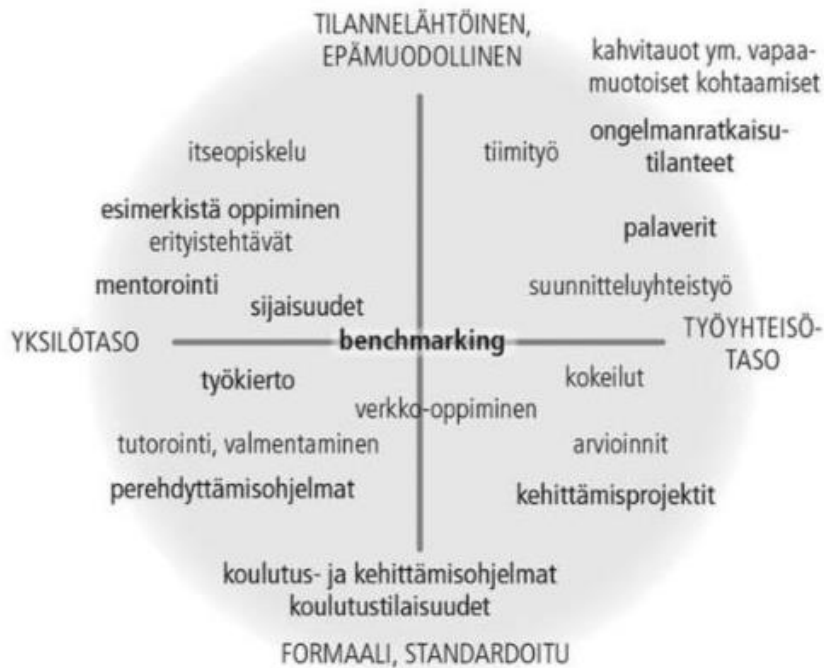 TILANNELÄHTÖINEN,
EPÄMUODOLLINEN
kahvitauot ym. vapaa-
muotoiset kohtaamiset
itseopiskelu
tiimityö
ongelmanratkaisu-
tilanteet
esimerkistä oppiminen
erityistehtävät
palaverit
mentorointi
suunnitteluyhteistyö
sijaisuudet
YKSILÖTASO
benchmarking
TYÖYHTEISÖ-
TASO
työkierto
kokeilut
verkko-oppiminen
tutorointi, valmentaminen
arvioinnit
perehdyttämisohjelmat
kehittämisprojektit
koulutus- ja kehittämisohjelmat
koulutustilaisuudet
FORMAALI, STANDARDOITU